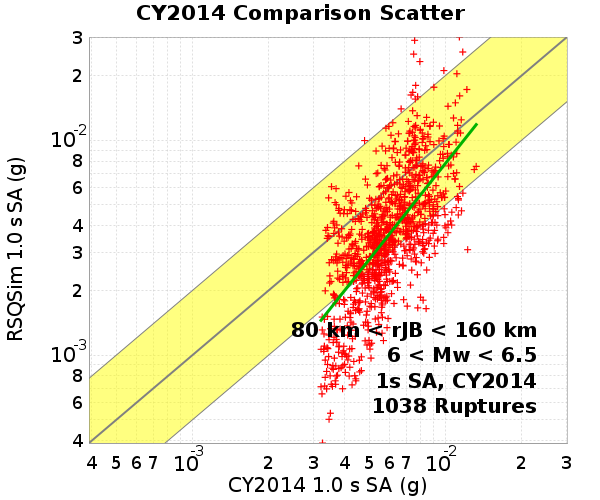 CY2014 Comparison Scatter
RSQSim 1.0 s SA (g)
3
2
10-2
8
6
4
3
2
10-3
8
6
4
80 km < rJB < 160 km
6 < Mw < 6.5
1s SA, CY2014
1038 Ruptures
4 5 6 7 10-3 2 3 4 5 6 7 10-2 2 3
CY2014 1.0 s SA (g)